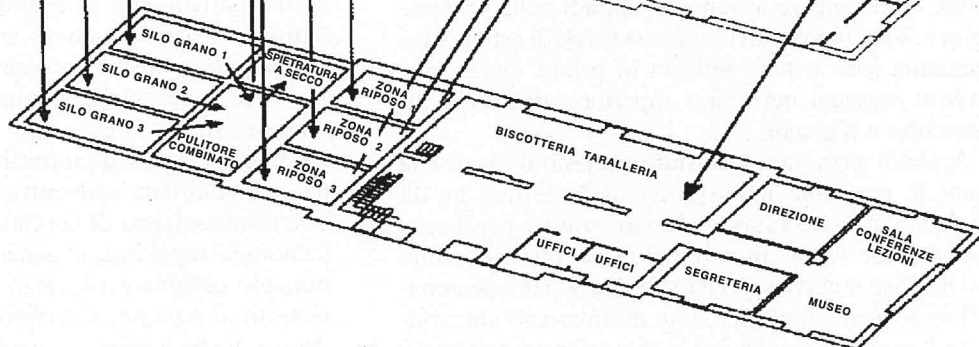 SILO GRANO 1
SILO GRANO 2
SILO GRANO 3
SPIETRATURA
A SECCO
PULITORE
COMBINATO
ZONA
RIPOSO 1
ZONA
RIPOSO 2
ZONA
RIPOSO 3
BISCOTTERIA TARALLERIA
UFFICI
UFFICI
SEGRETERIA
DIREZIONE
SALA
CONFERENZE
PROIEZIONI
MUSEO